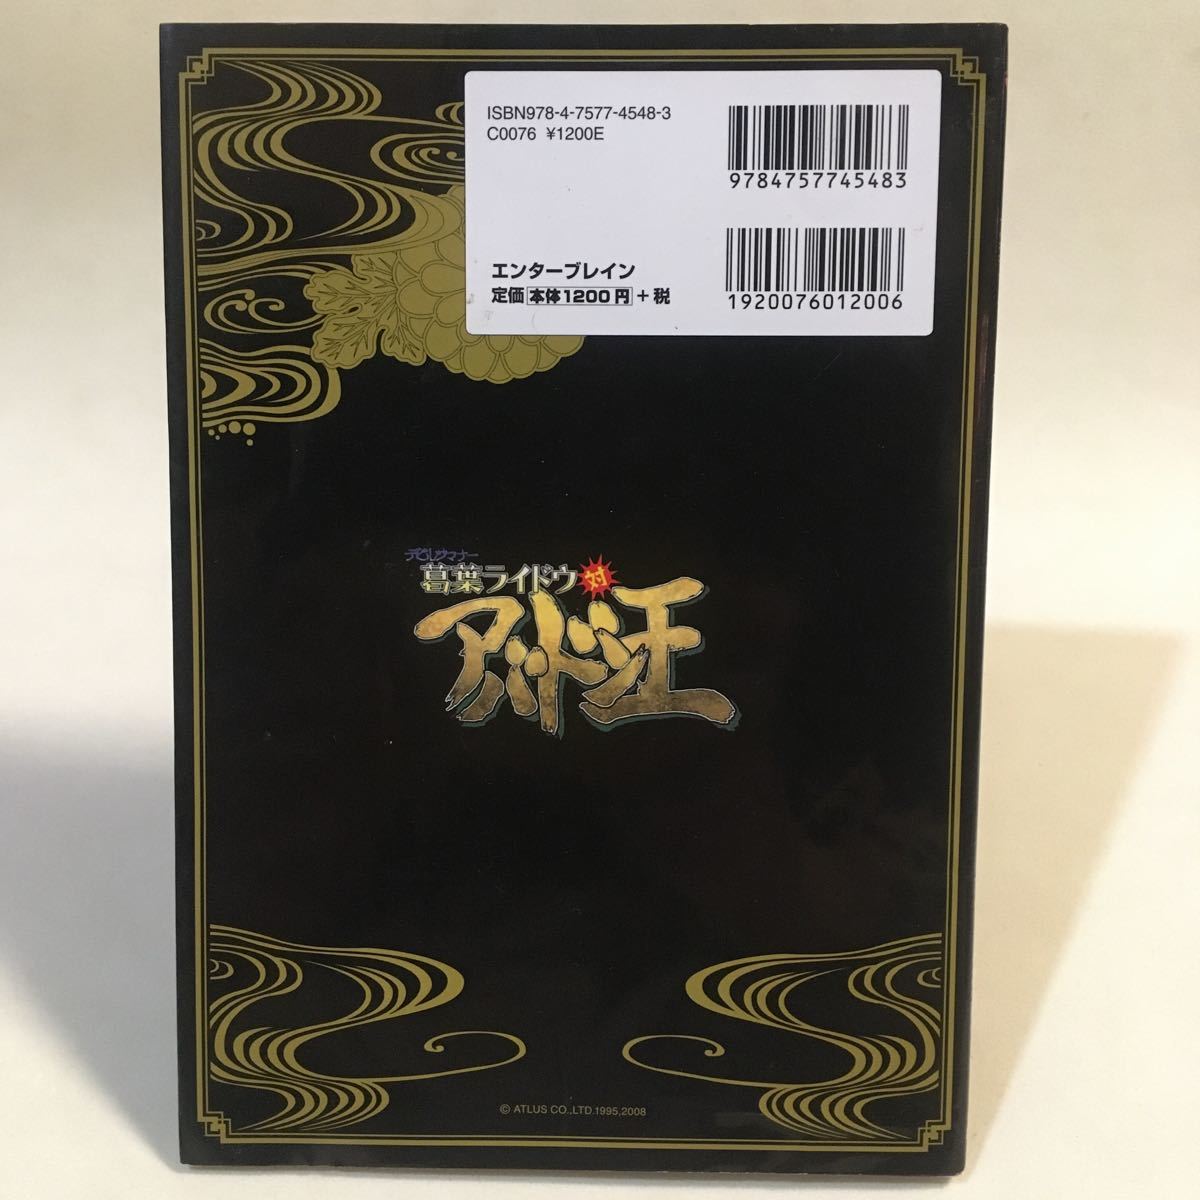 ISBN978-4-7577-4548-3
C0076 ¥1200E
9784757745483
エンターブレイン
定価 本体1200円 +税
1920076012006
デビルサマナー
葛葉ライドウ対
アバドン王
© ATLUS CO.,LTD.1995,2008